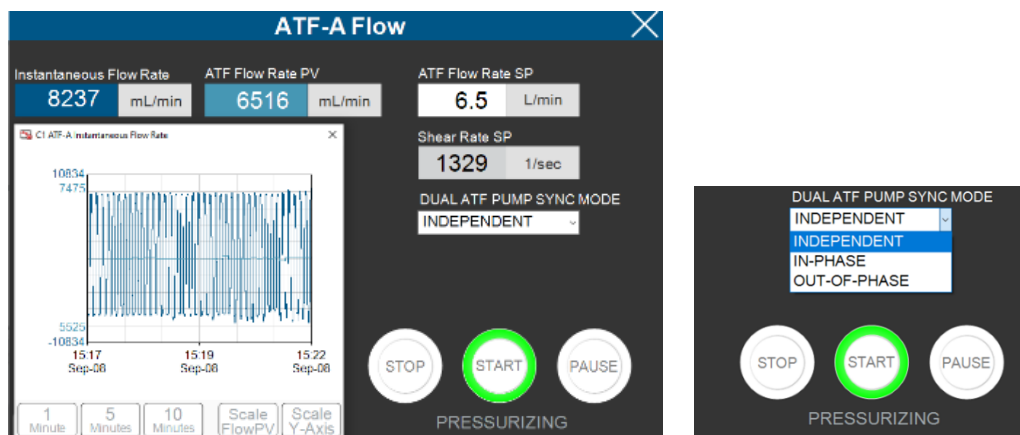 ATF-A Flow
Instantaneous Flow Rate
8237 mL/min
ATF Flow Rate PV
6516 mL/min
ATF Flow Rate SP
6.5 L/min
C1 ATF-A Instantaneous Flow Rate
10834
7475
5525
-10834
15:17 15:19 15:22
Sep-08 Sep-08 Sep-08
1 Minute
5 Minutes
10 Minutes
Scale FlowPV
Scale Y-Axis
Shear Rate SP
1329 1/sec
DUAL ATF PUMP SYNC MODE
INDEPENDENT
STOP START PAUSE
PRESSURIZING
DUAL ATF PUMP SYNC MODE
INDEPENDENT
INDEPENDENT
IN-PHASE
OUT-OF-PHASE
STOP START PAUSE
PRESSURIZING